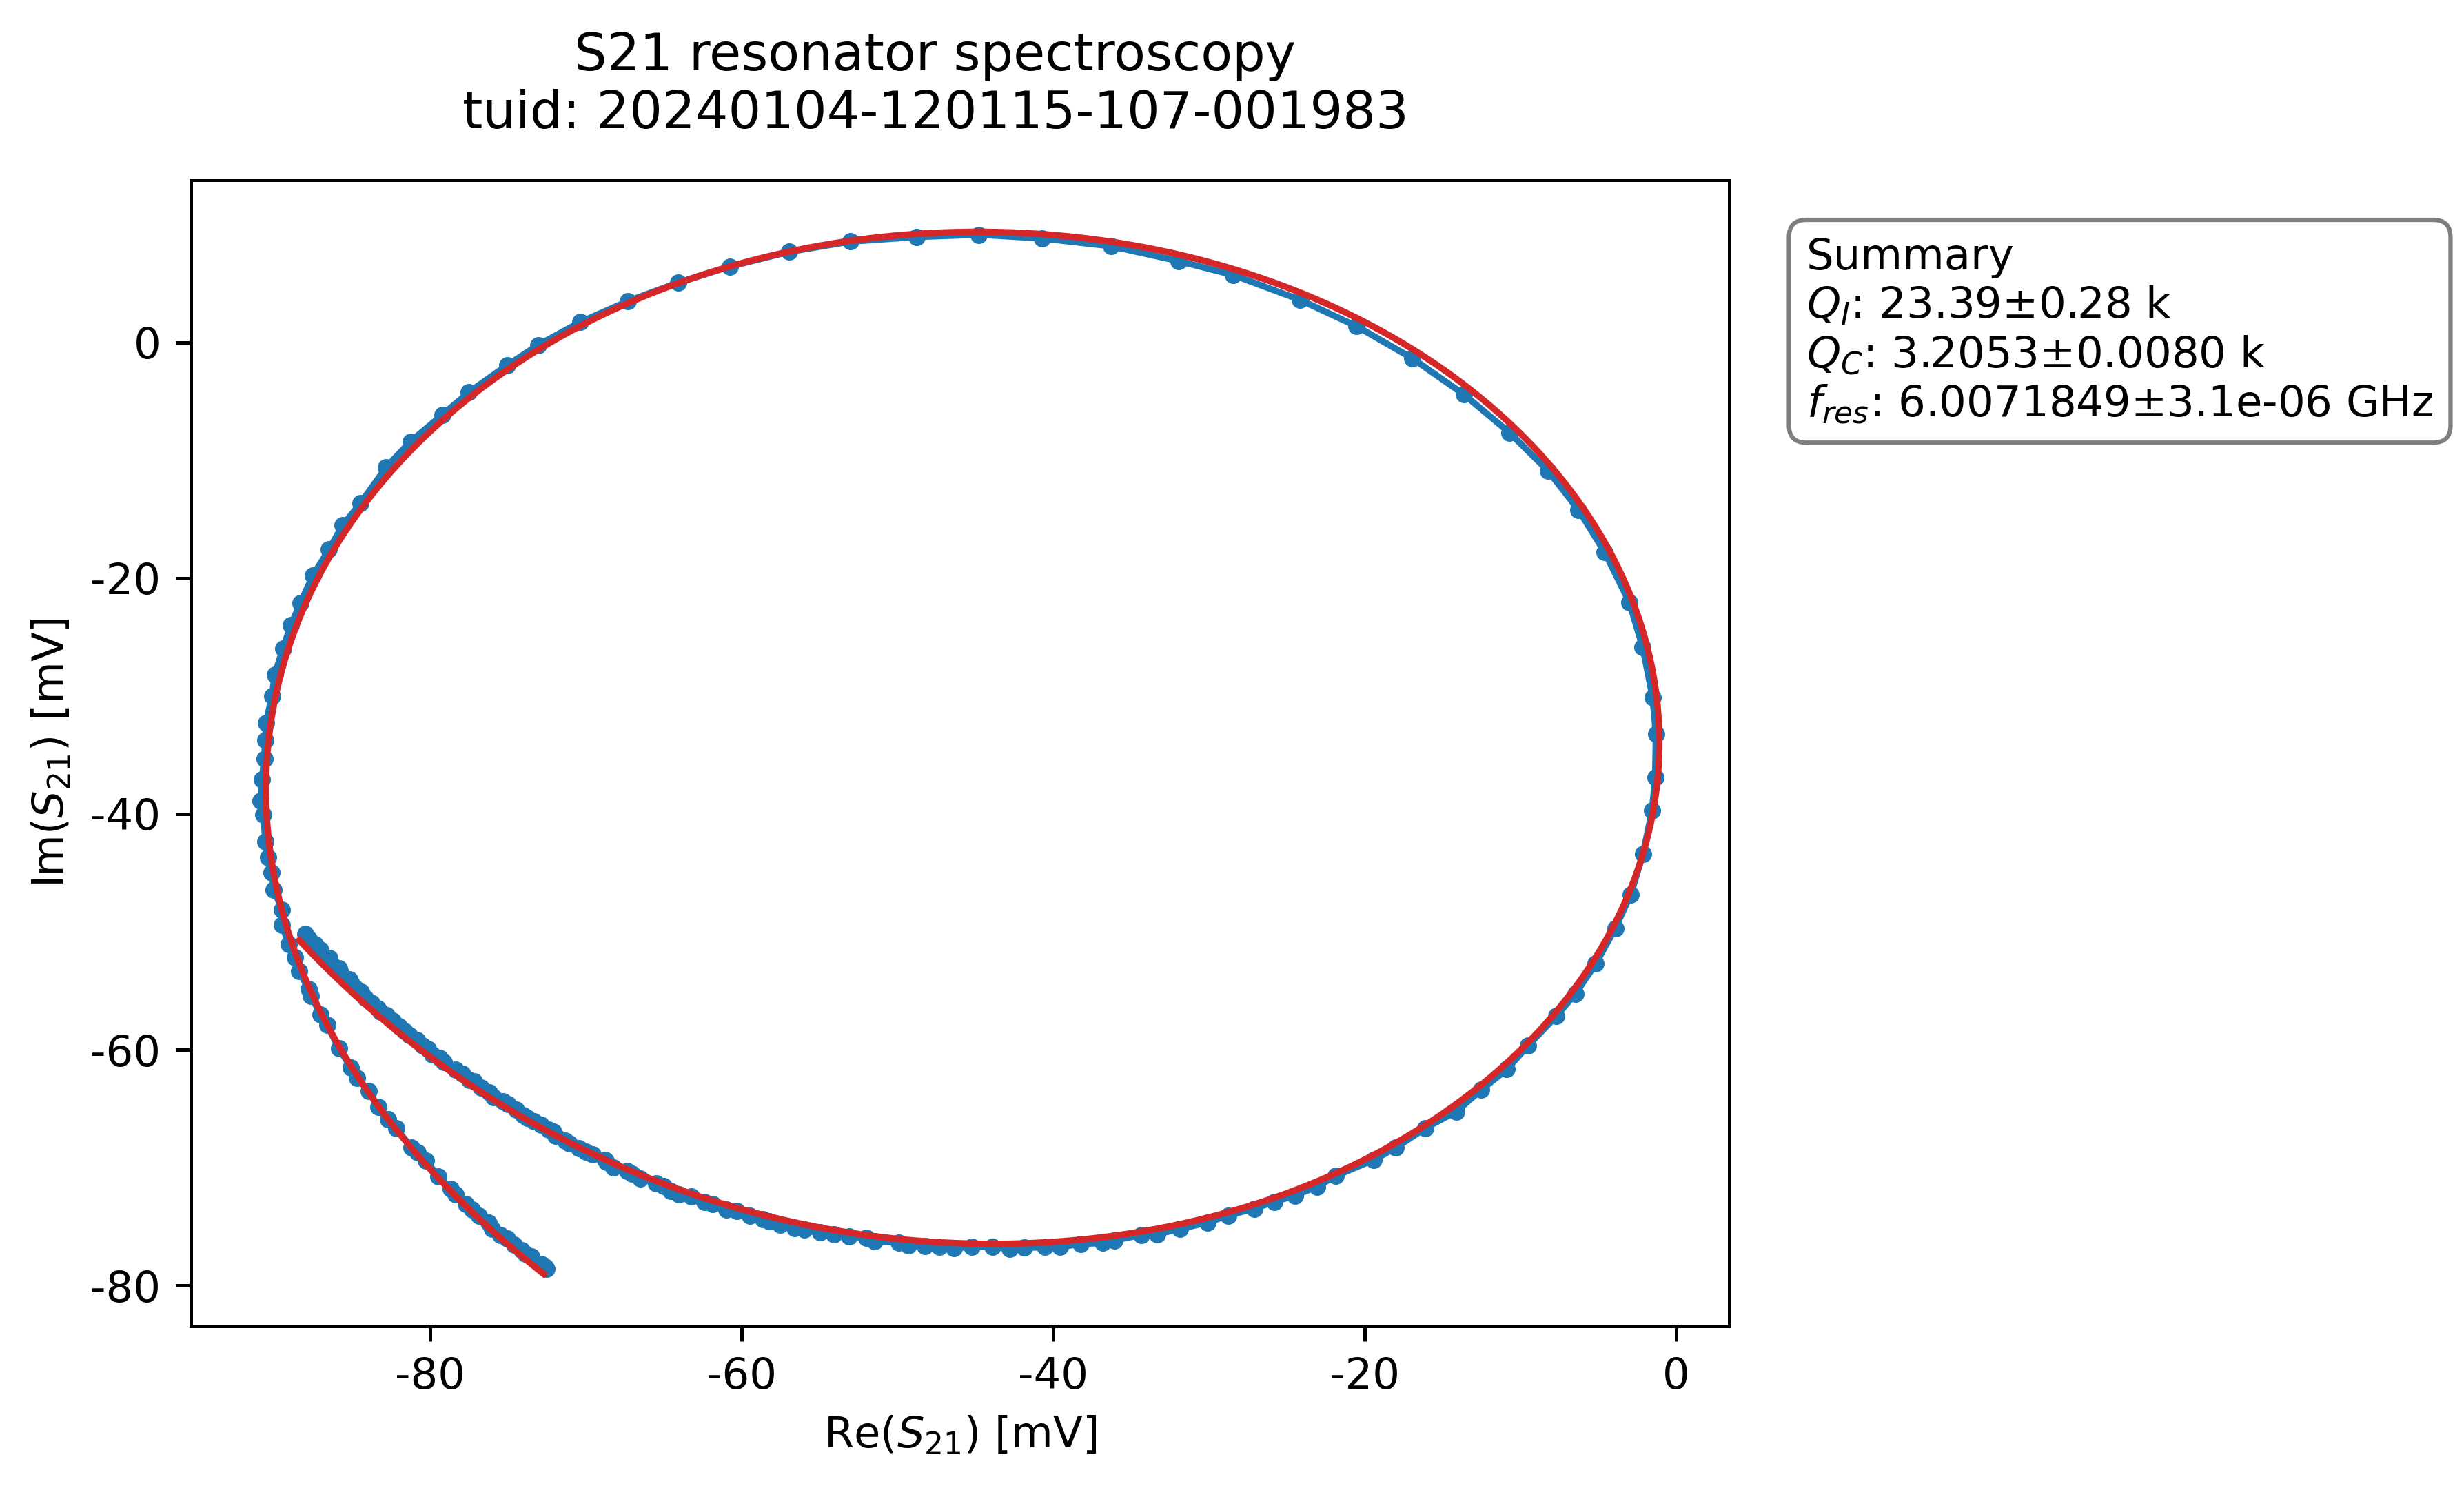 S21 resonator spectroscopy
tuid: 20240104-120115-107-001983
Summary
Q_I: 23.39±0.28 k
Q_C: 3.2053±0.0080 k
f_res: 6.0071849±3.1e-06 GHz
Im(S_21) [mV]
0
-20
-40
-60
-80
-80 -60 -40 -20 0
Re(S_21) [mV]